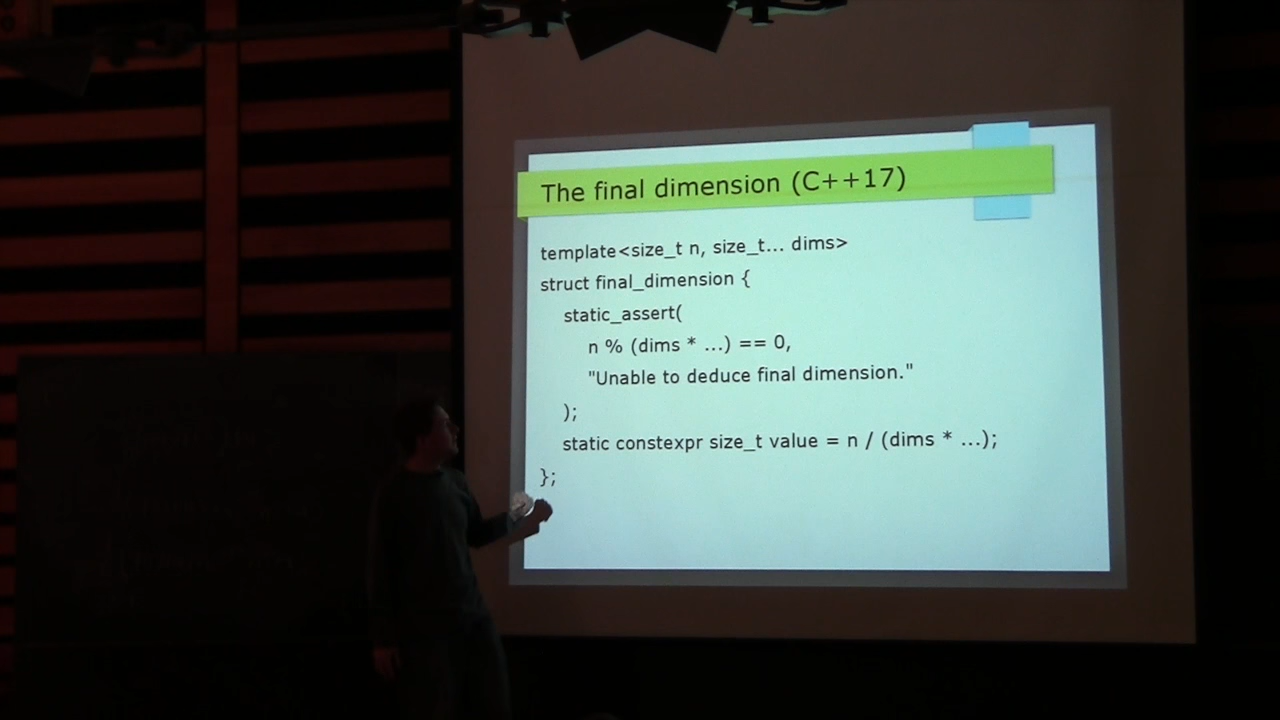 The final dimension (C++17)
template<size_t n, size_t... dims>
struct final_dimension {
static_assert(
n % (dims * ...) == 0,
"Unable to deduce final dimension."
);
static constexpr size_t value = n / (dims * ...);
};